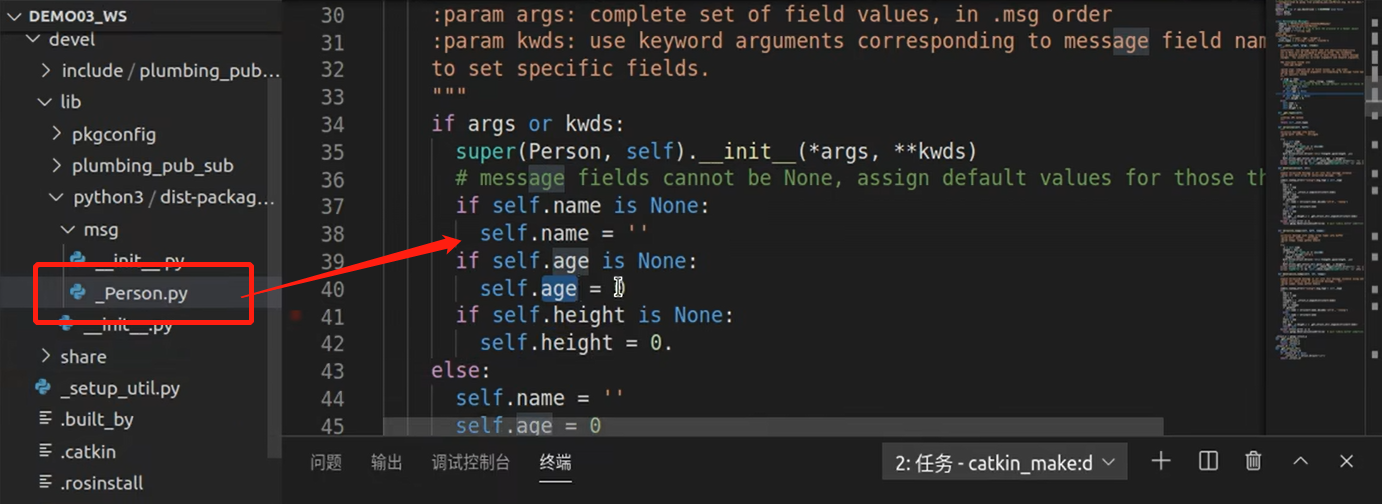 DEMO03_WS
devel
include / plumbing_pub...
lib
pkgconfig
plumbing_pub_sub
python3 / dist-packag...
msg
__init__.py
_Person.py
__init__.py
share
_setup_util.py
.built_by
.catkin
.rosinstall
30 :param args: complete set of field values, in .msg order
31 :param kwds: use keyword arguments corresponding to message field nam
32 to set specific fields.
33 """
34 if args or kwds:
35 super(Person, self).__init__(*args, **kwds)
36 # message fields cannot be None, assign default values for those th
37 if self.name is None:
38 self.name = ''
39 if self.age is None:
40 self.age = 0
41 if self.height is None:
42 self.height = 0.
43 else:
44 self.name = ''
45 self.age = 0
问题 输出 调试控制台 终端 2: 任务 - catkin_make:d